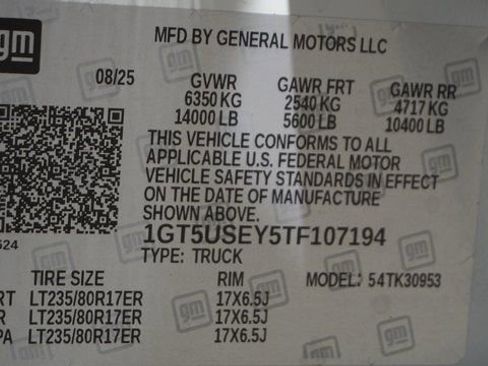 gm
MFD BY GENERAL MOTORS LLC
08/25 GVWR GAWR FRT GAWR RR
6350 KG 2540 KG 4717 KG
14000 LB 5600 LB 10400 LB
THIS VEHICLE CONFORMS TO ALL
APPLICABLE U.S. FEDERAL MOTOR
VEHICLE SAFETY STANDARDS IN EFFECT
ON THE DATE OF MANUFACTURE
SHOWN ABOVE.
524 1GT5USEY5TF107194
TYPE: TRUCK
TIRE SIZE RIM MODEL: 54TK30953
RT LT235/80R17ER 17X6.5J
R LT235/80R17ER 17X6.5J
PA LT235/80R17ER 17X6.5J